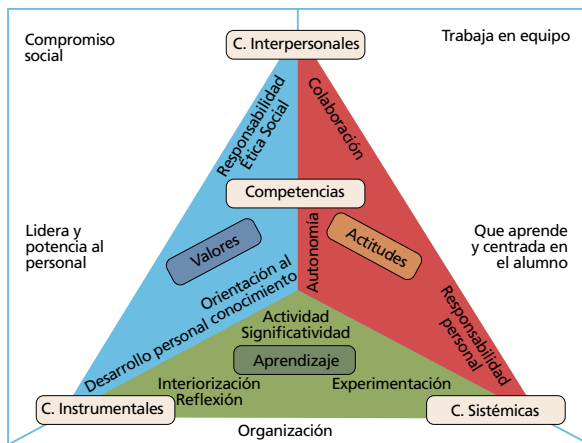 Compromiso
social
C. Interpersonales
Trabaja en equipo
Responsabilidad
Ética Social
Colaboración
Competencias
Lidera y
potencia al
personal
Valores
Autonomía
Actitudes
Que aprende
y centrada en
el alumno
Orientación al
Desarrollo personal conocimiento
Responsabilidad
personal
Actividad
Significatividad
Aprendizaje
Interiorización
Reflexión
Experimentación
C. Instrumentales
C. Sistémicas
Organización